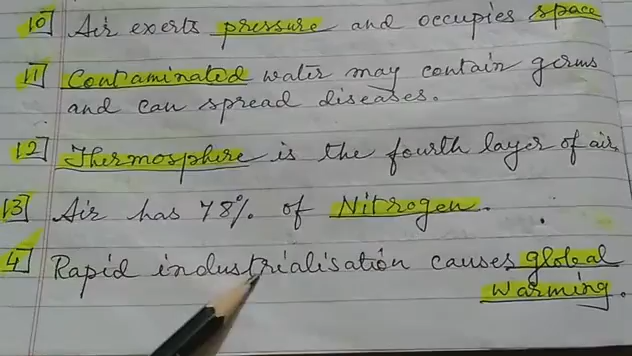 10] Air exerts pressure and occupies space
11] Contaminated water may contain germs
and can spread diseases.
12] Thermosphere is the fourth layer of air.
13] Air has 78% of Nitrogen.
4] Rapid industrialisation causes global
warming.